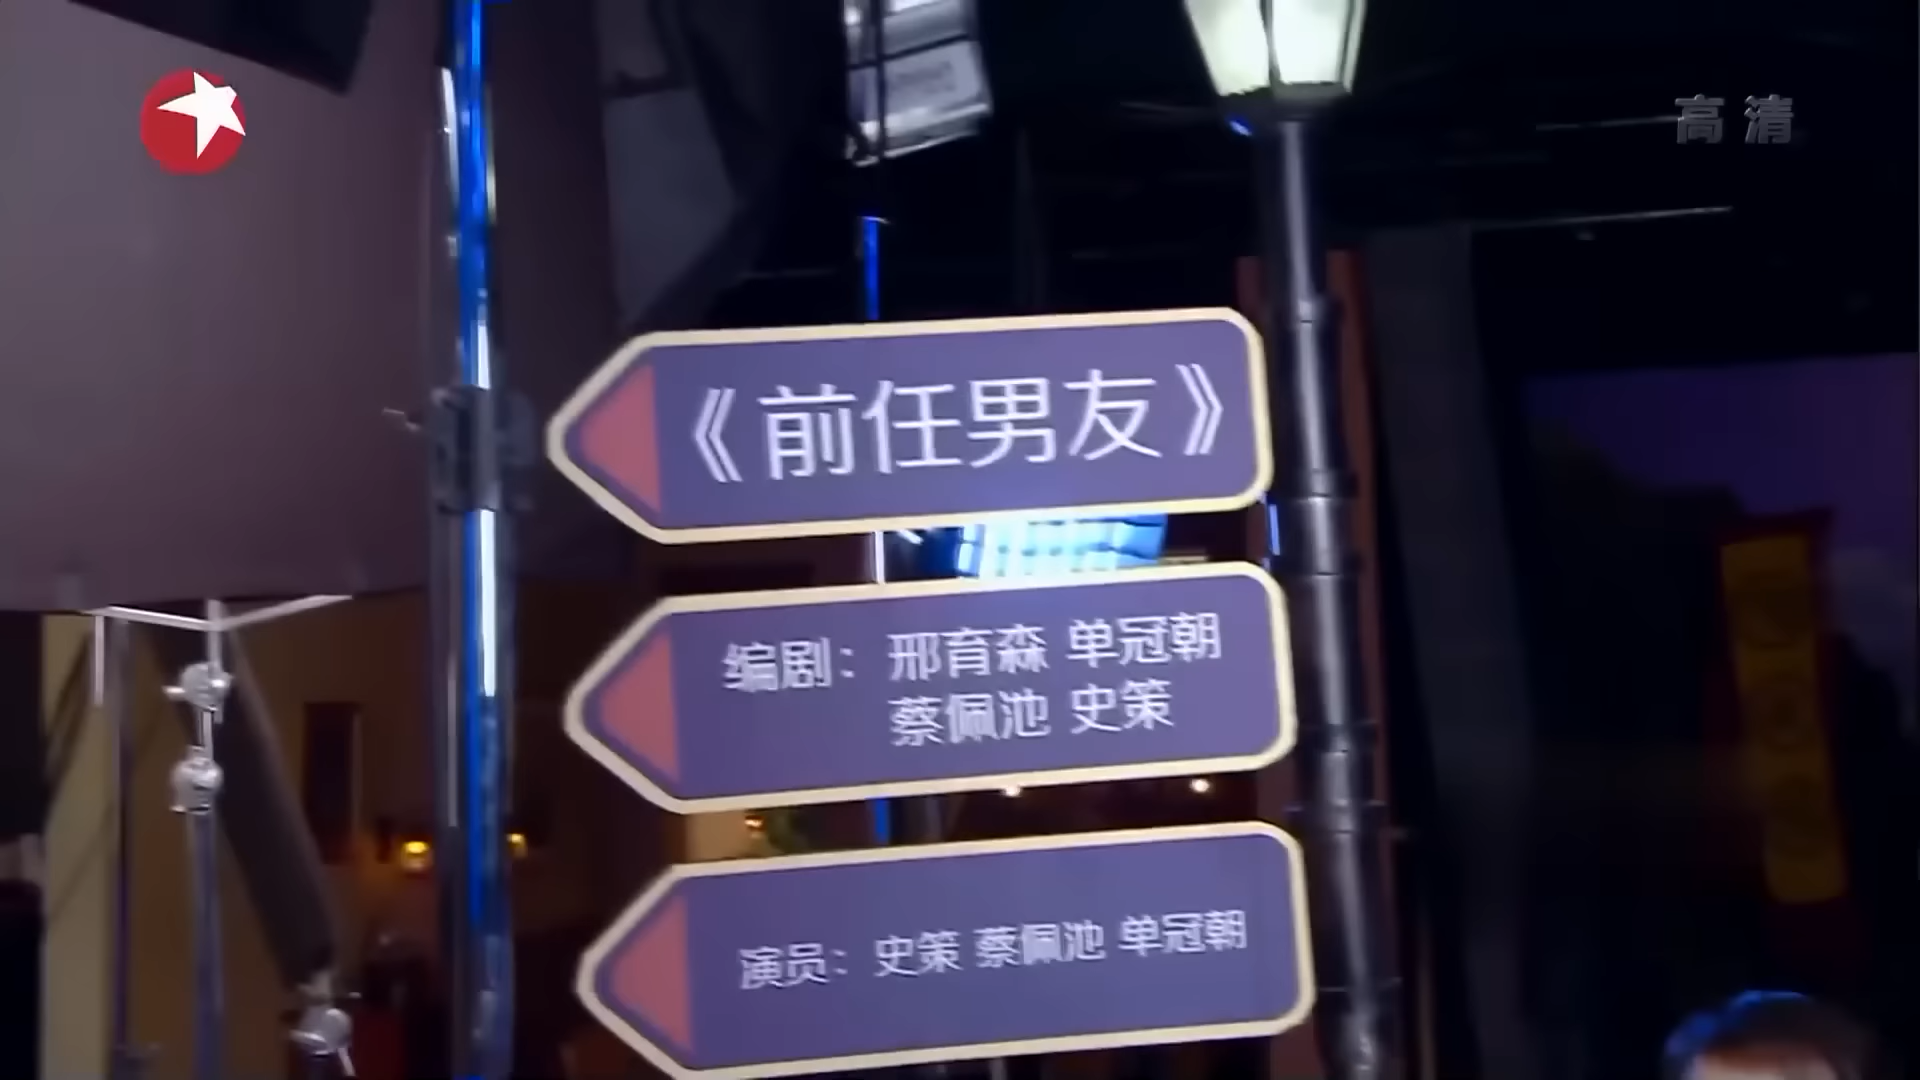 高清
《前任男友》
编剧：邢育森 单冠朝
蔡佩池 史策
演员：史策 蔡佩池 单冠朝